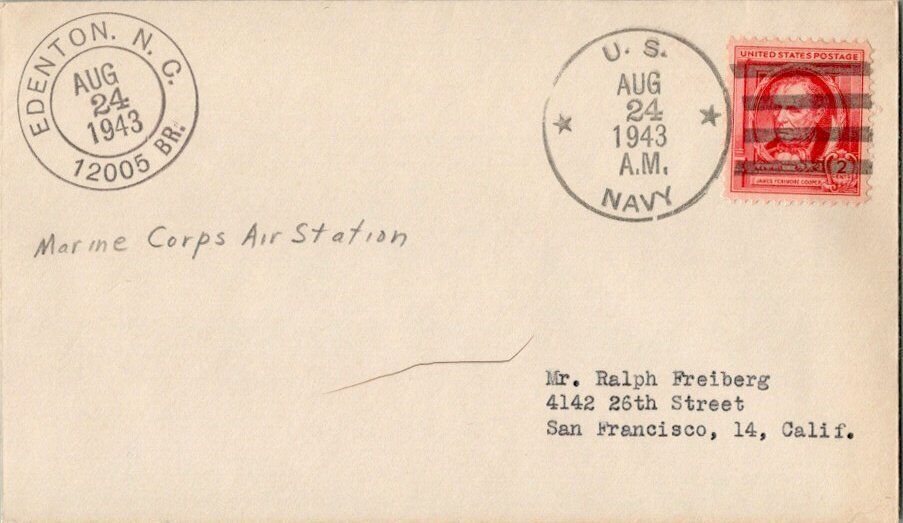 EDENTON, N. C.
AUG
24
1943
12005 BR.
U. S.
AUG
24
1943
A.M.
NAVY
UNITED STATES POSTAGE
2
JAMES FENIMORE COOPER
Marine Corps Air Station
Mr. Ralph Freiberg
4142 26th Street
San Francisco, 14, Calif.